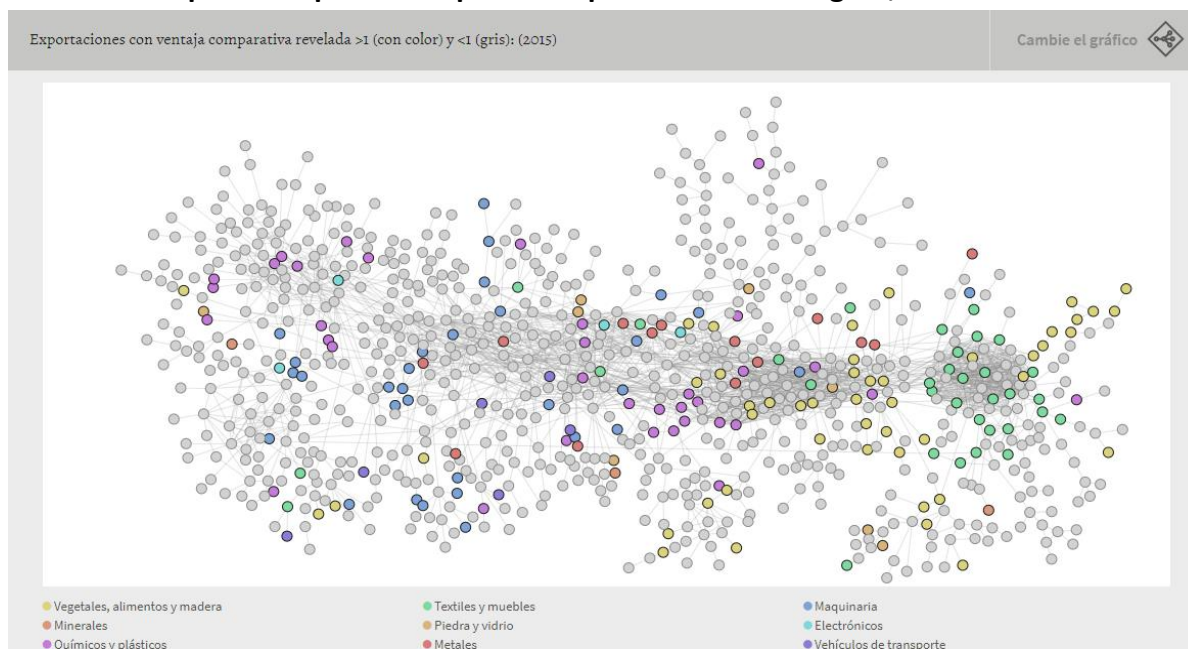 Exportaciones con ventaja comparativa revelada >1 (con color) y <1 (gris): (2015)
Cambie el gráfico
Vegetales, alimentos y madera
Textiles y muebles
Maquinaria
Minerales
Piedra y vidrio
Electrónicos
Químicos y plásticos
Metales
Vehículos de transporte